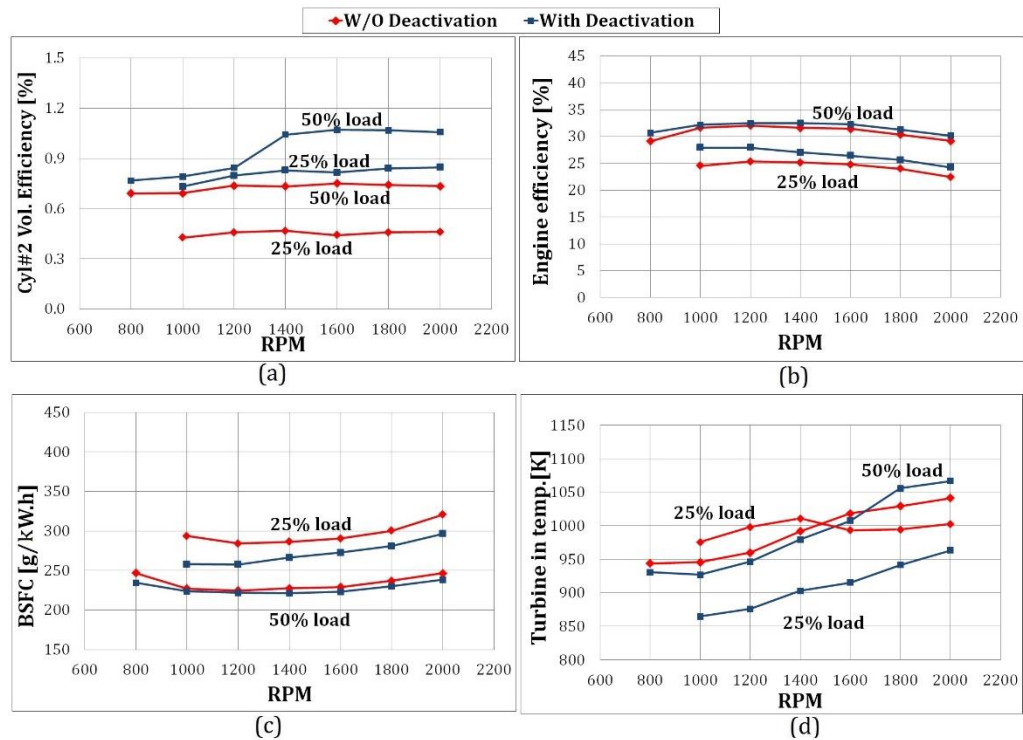 W/O Deactivation With Deactivation
1.5
1.2
0.9
0.6
0.3
0.0
Cyl#2 Vol. Efficiency [%]
50% load
25% load
50% load
25% load
600 800 1000 1200 1400 1600 1800 2000 2200
RPM
(a)
45
40
35
30
25
20
15
10
5
0
Engine efficiency [%]
50% load
25% load
600 800 1000 1200 1400 1600 1800 2000 2200
RPM
(b)
450
400
350
300
250
200
150
BSFC [g/kW.h]
25% load
50% load
600 800 1000 1200 1400 1600 1800 2000 2200
RPM
(c)
1150
1100
1050
1000
950
900
850
800
Turbine in temp.[K]
50% load
25% load
25% load
600 800 1000 1200 1400 1600 1800 2000 2200
RPM
(d)